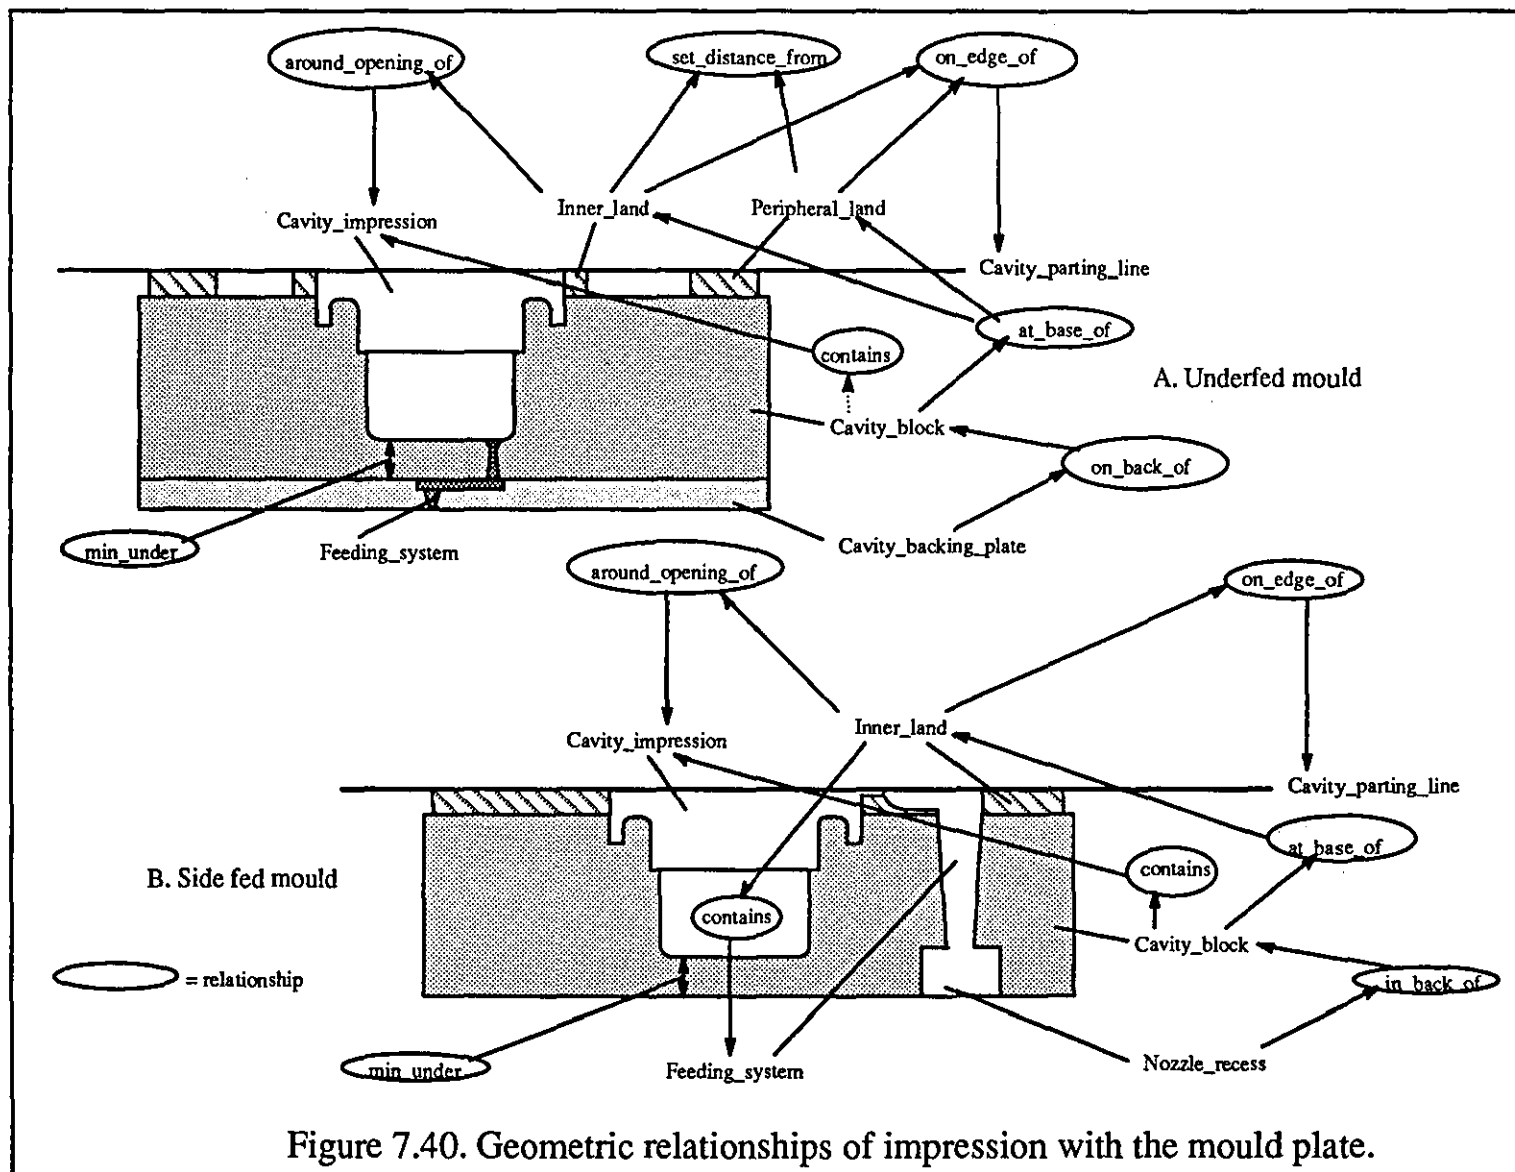 around_opening_of
set_distance_from
on_edge_of
Cavity_impression
Inner_land
Peripheral_land
Cavity_parting_line
at_base_of
contains
A. Underfed mould
Cavity_block
on_back_of
min_under
Feeding_system
Cavity_backing_plate
around_opening_of
on_edge_of
Cavity_impression
Inner_land
Cavity_parting_line
at_base_of
contains
B. Side fed mould
contains
Cavity_block
= relationship
in_back_of
min_under
Feeding_system
Nozzle_recess
Figure 7.40. Geometric relationships of impression with the mould plate.